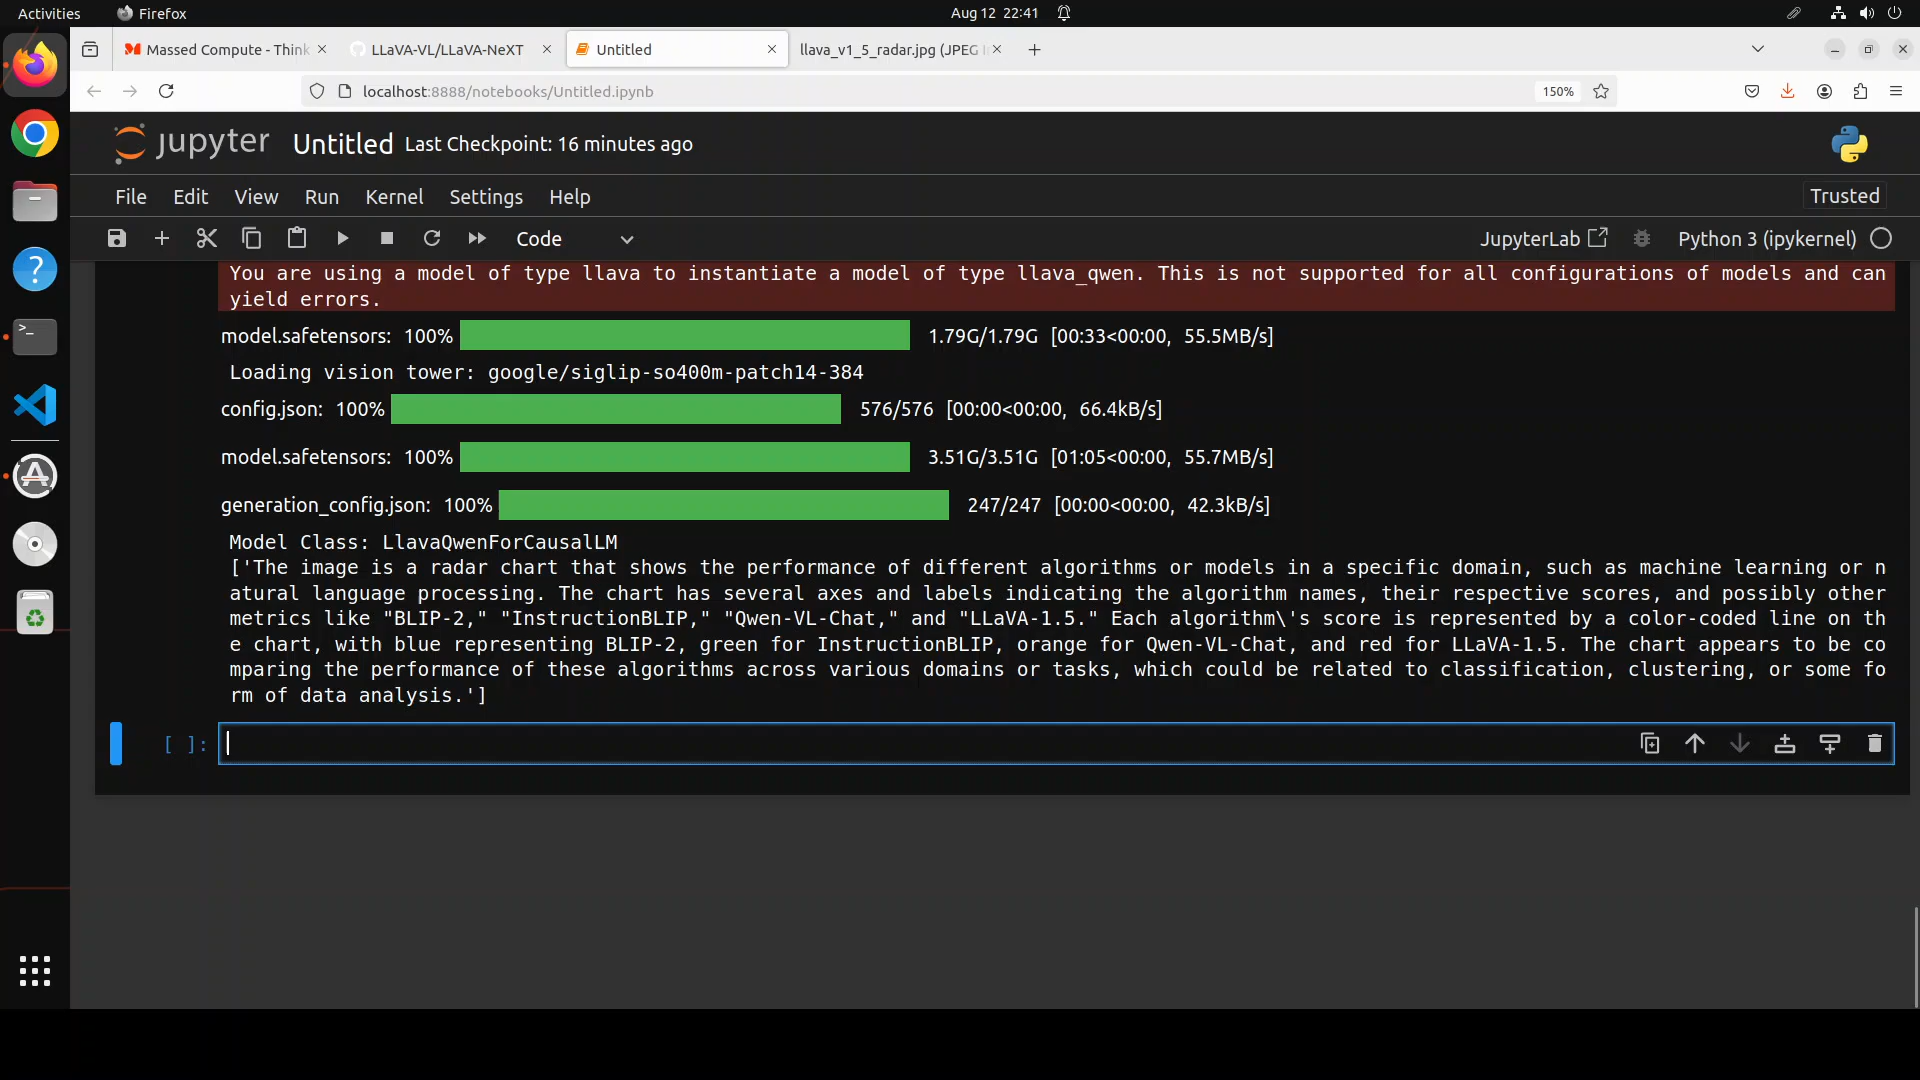 Activities Firefox Aug 12 22:41
Massed Compute - Think LLaVA-VL/LLaVA-NeXT Untitled llava_v1_5_radar.jpg (JPEG I
localhost:8888/notebooks/Untitled.ipynb 150%
jupyter Untitled Last Checkpoint: 16 minutes ago
File Edit View Run Kernel Settings Help Trusted
Code JupyterLab Python 3 (ipykernel)
You are using a model of type llava to instantiate a model of type llava_qwen. This is not supported for all configurations of models and can
yield errors.
model.safetensors: 100% 1.79G/1.79G [00:33<00:00, 55.5MB/s]
Loading vision tower: google/siglip-so400m-patch14-384
config.json: 100% 576/576 [00:00<00:00, 66.4kB/s]
model.safetensors: 100% 3.51G/3.51G [01:05<00:00, 55.7MB/s]
generation_config.json: 100% 247/247 [00:00<00:00, 42.3kB/s]
Model Class: LlavaQwenForCausalLM
['The image is a radar chart that shows the performance of different algorithms or models in a specific domain, such as machine learning or n
atural language processing. The chart has several axes and labels indicating the algorithm names, their respective scores, and possibly other
metrics like "BLIP-2," "InstructionBLIP," "Qwen-VL-Chat," and "LLaVA-1.5." Each algorithm\'s score is represented by a color-coded line on th
e chart, with blue representing BLIP-2, green for InstructionBLIP, orange for Qwen-VL-Chat, and red for LLaVA-1.5. The chart appears to be co
mparing the performance of these algorithms across various domains or tasks, which could be related to classification, clustering, or some fo
rm of data analysis.']
[ ]: